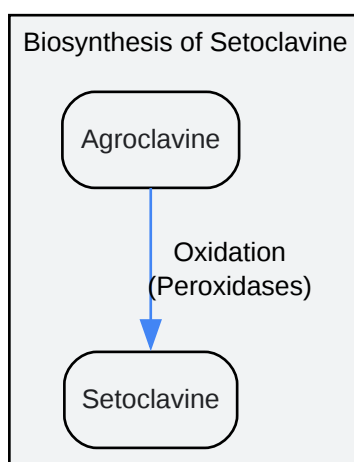 Biosynthesis of Setoclavine
Agroclavine
Oxidation
(Peroxidases)
Setoclavine